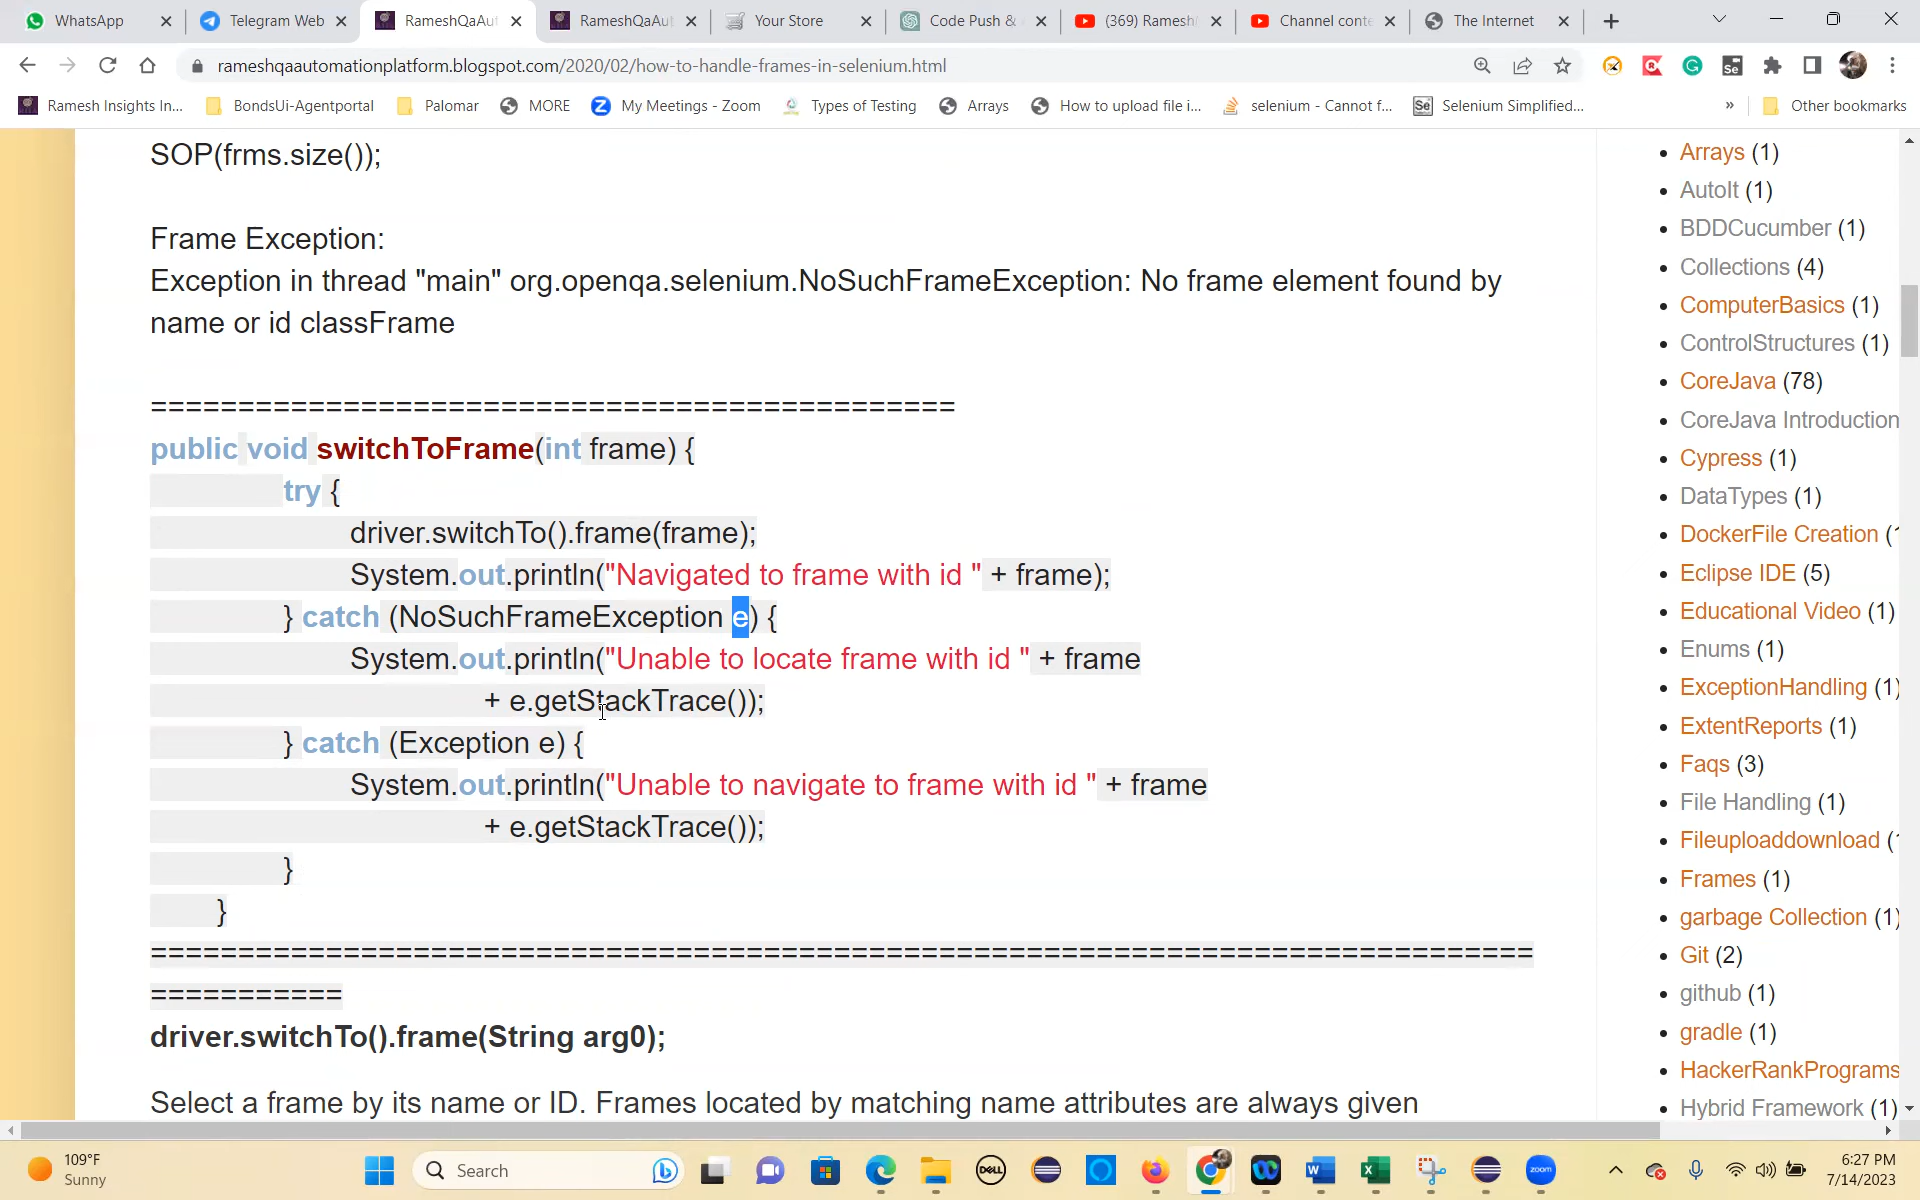 WhatsApp
Telegram Web
RameshQaAut
RameshQaAut
Your Store
Code Push &
(369) Ramesh
Channel conte
The Internet
rameshqaautomationplatform.blogspot.com/2020/02/how-to-handle-frames-in-selenium.html
Ramesh Insights In...
BondsUi-Agentportal
Palomar
MORE
My Meetings - Zoom
Types of Testing
Arrays
How to upload file i...
selenium - Cannot f...
Selenium Simplified...
»
Other bookmarks
SOP(frms.size());
Frame Exception:
Exception in thread "main" org.openqa.selenium.NoSuchFrameException: No frame element found by
name or id classFrame
==============================================
public void switchToFrame(int frame) {
try {
driver.switchTo().frame(frame);
System.out.println("Navigated to frame with id " + frame);
} catch (NoSuchFrameException e) {
System.out.println("Unable to locate frame with id " + frame
+ e.getStackTrace());
} catch (Exception e) {
System.out.println("Unable to navigate to frame with id " + frame
+ e.getStackTrace());
}
}
===============================================================================
===========
driver.switchTo().frame(String arg0);
Select a frame by its name or ID. Frames located by matching name attributes are always given
Arrays (1)
AutoIt (1)
BDDCucumber (1)
Collections (4)
ComputerBasics (1)
ControlStructures (1)
CoreJava (78)
CoreJava Introduction
Cypress (1)
DataTypes (1)
DockerFile Creation (
Eclipse IDE (5)
Educational Video (1)
Enums (1)
ExceptionHandling (1)
ExtentReports (1)
Faqs (3)
File Handling (1)
Fileuploaddownload (
Frames (1)
garbage Collection (1)
Git (2)
github (1)
gradle (1)
HackerRankPrograms
Hybrid Framework (1)
109°F
Sunny
Search
DELL
zoom
6:27 PM
7/14/2023